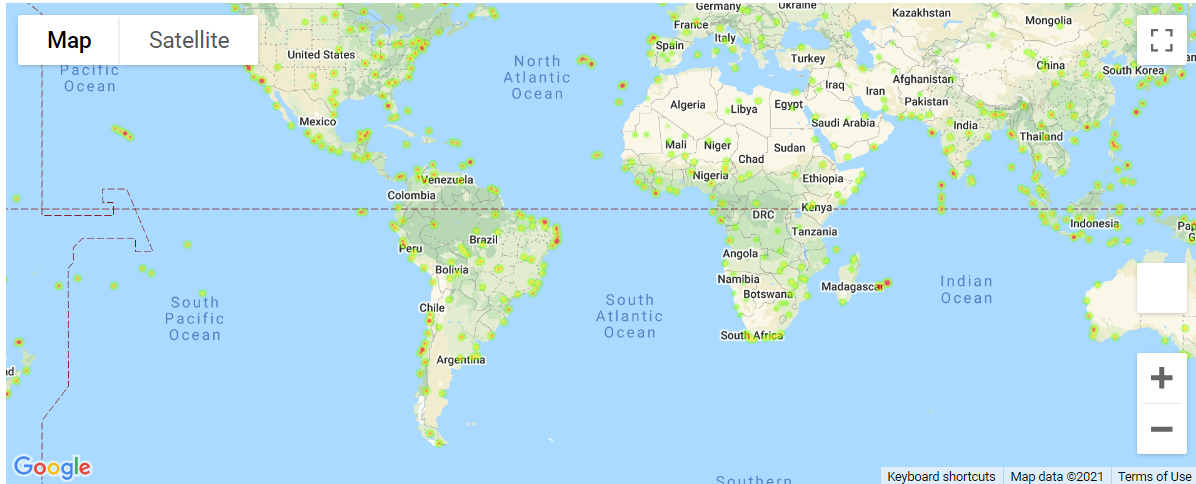 Map
Satellite
Pacific
Ocean
United States
Mexico
North
Atlantic
Ocean
Germany
Ukraine
France
Spain
Italy
Turkey
Kazakhstan
Mongolia
China
South Korea
Iraq
Iran
Afghanistan
Pakistan
Algeria
Libya
Egypt
Saudi Arabia
India
Thailand
Mali
Niger
Chad
Sudan
Nigeria
Ethiopia
Venezuela
Colombia
DRC
Kenya
Tanzania
Indonesia
Brazil
Peru
Bolivia
Angola
Namibia
Botswana
Madagascar
Indian
Ocean
South
Pacific
Ocean
Chile
South
Atlantic
Ocean
South Africa
Argentina
Southern
Google
Keyboard shortcuts
Map data ©2021
Terms of Use